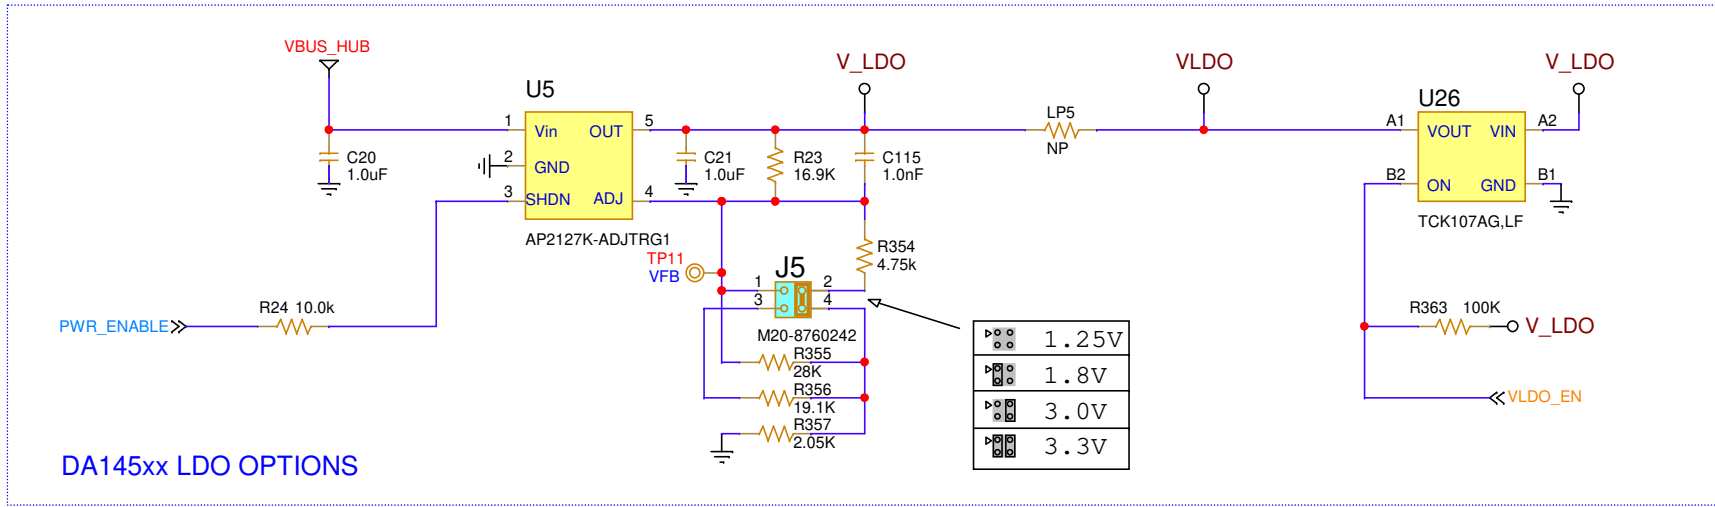 VBUS_HUB
U5
1 Vin OUT 5
2 GND
3 SHDN ADJ 4
AP2127K-ADJTRG1
C20
1.0uF
C21
1.0uF
R23
16.9K
V_LDO
C115
1.0nF
LP5
NP
VLDO
V_LDO
U26
A1 VOUT VIN A2
B2 ON GND B1
TCK107AG,LF
R354
4.75k
TP11
VFB
J5
1 2
3 4
M20-8760242
R24 10.0k
PWR_ENABLE
R355
28K
R356
19.1K
R357
2.05K
1.25V
1.8V
3.0V
3.3V
R363 100K
V_LDO
VLDO_EN
DA145xx LDO OPTIONS